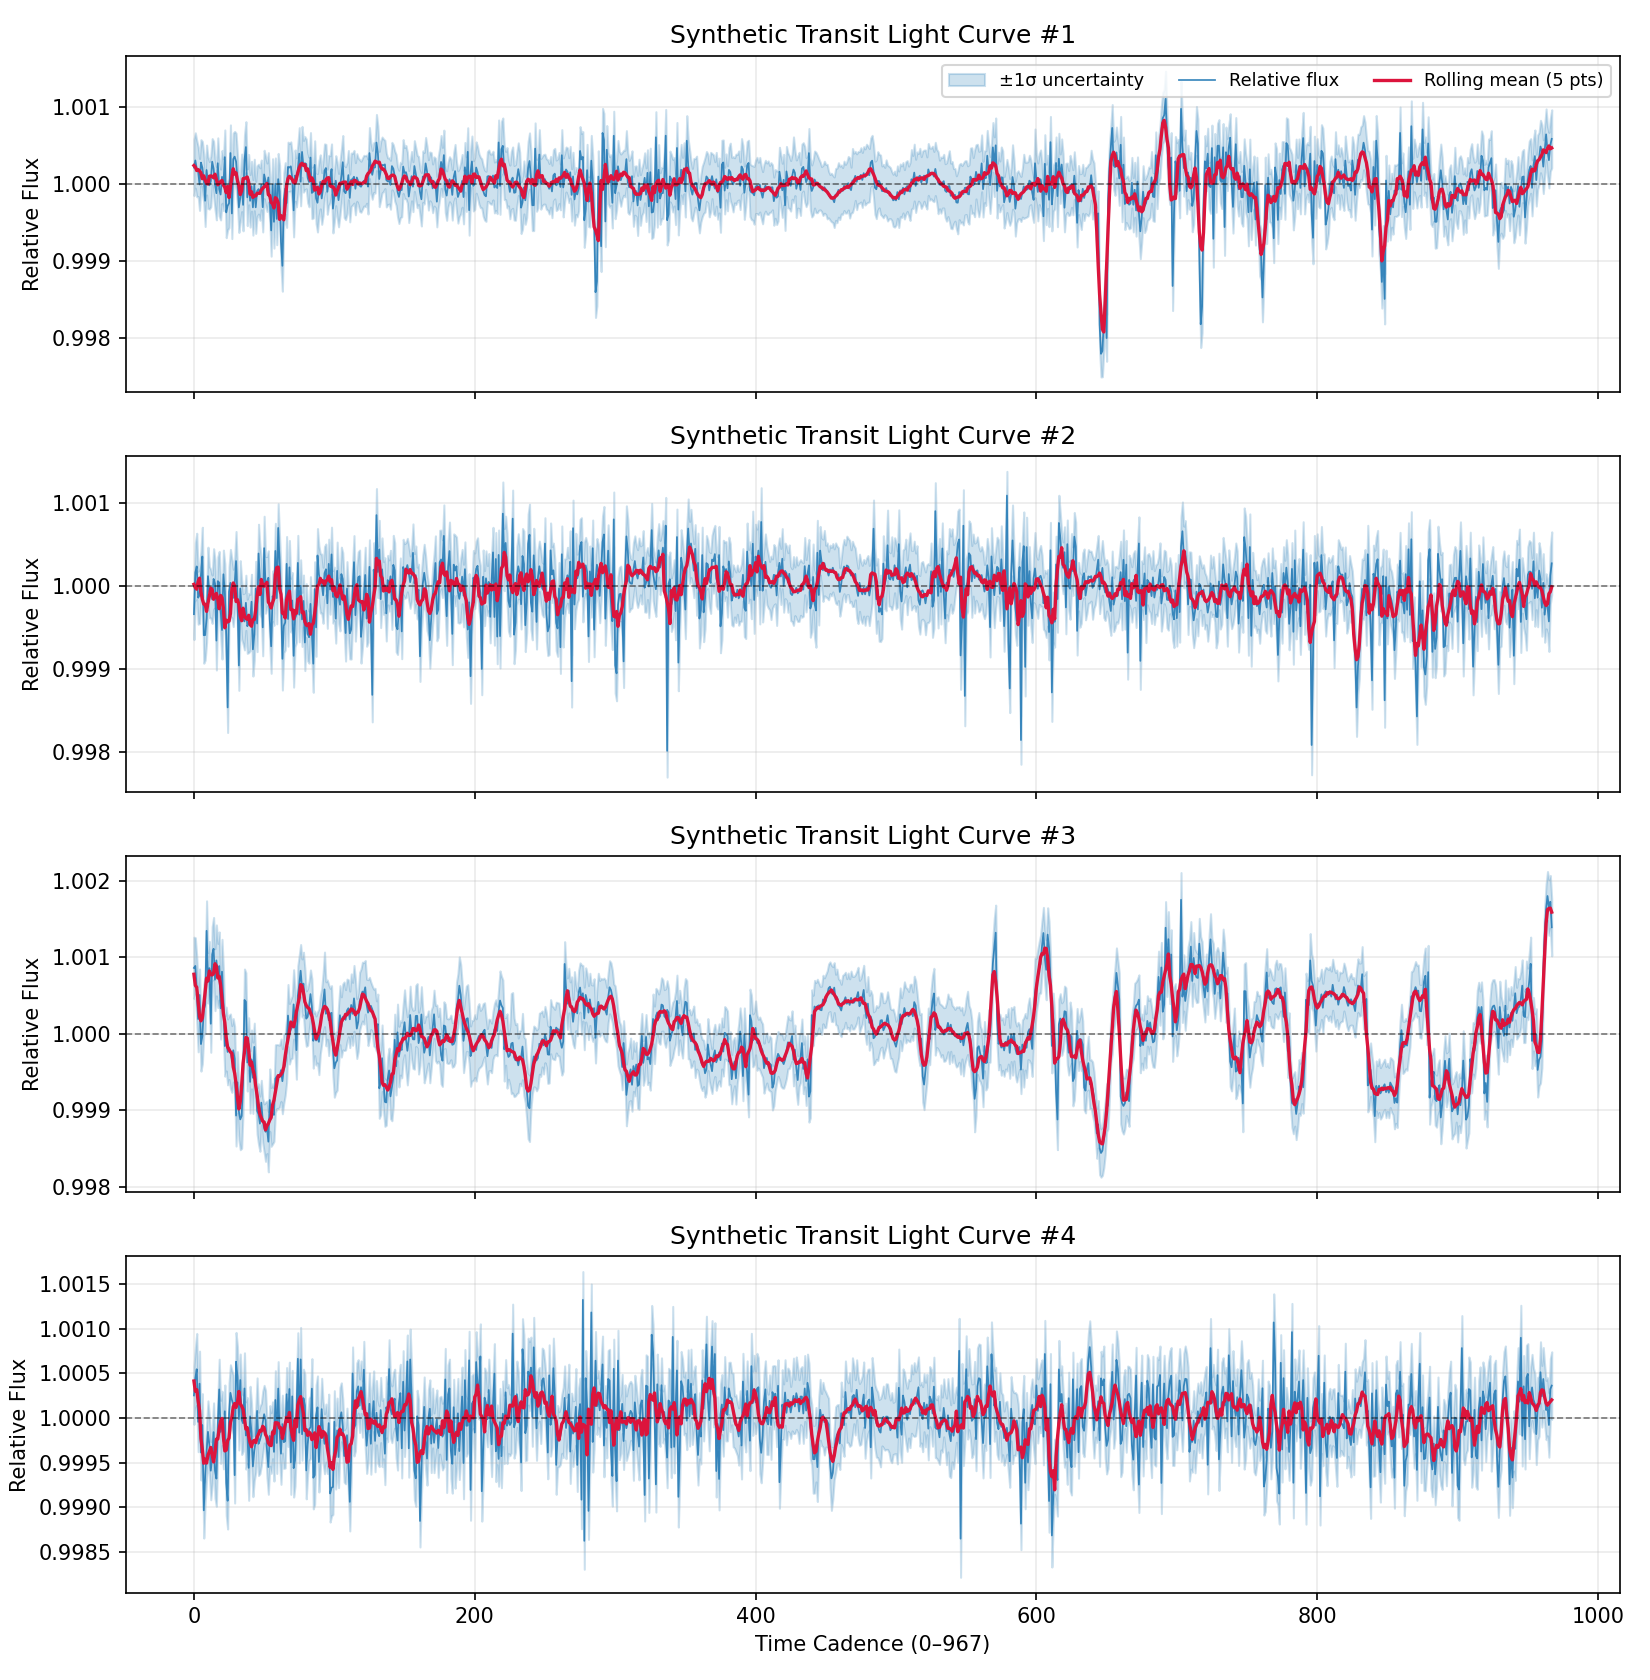 Synthetic Transit Light Curve #1
±1σ uncertainty Relative flux Rolling mean (5 pts)
1.001
1.000
0.999
0.998
Relative Flux
Synthetic Transit Light Curve #2
1.001
1.000
0.999
0.998
Relative Flux
Synthetic Transit Light Curve #3
1.002
1.001
1.000
0.999
0.998
Relative Flux
Synthetic Transit Light Curve #4
1.0015
1.0010
1.0005
1.0000
0.9995
0.9990
0.9985
Relative Flux
0 200 400 600 800 1000
Time Cadence (0–967)